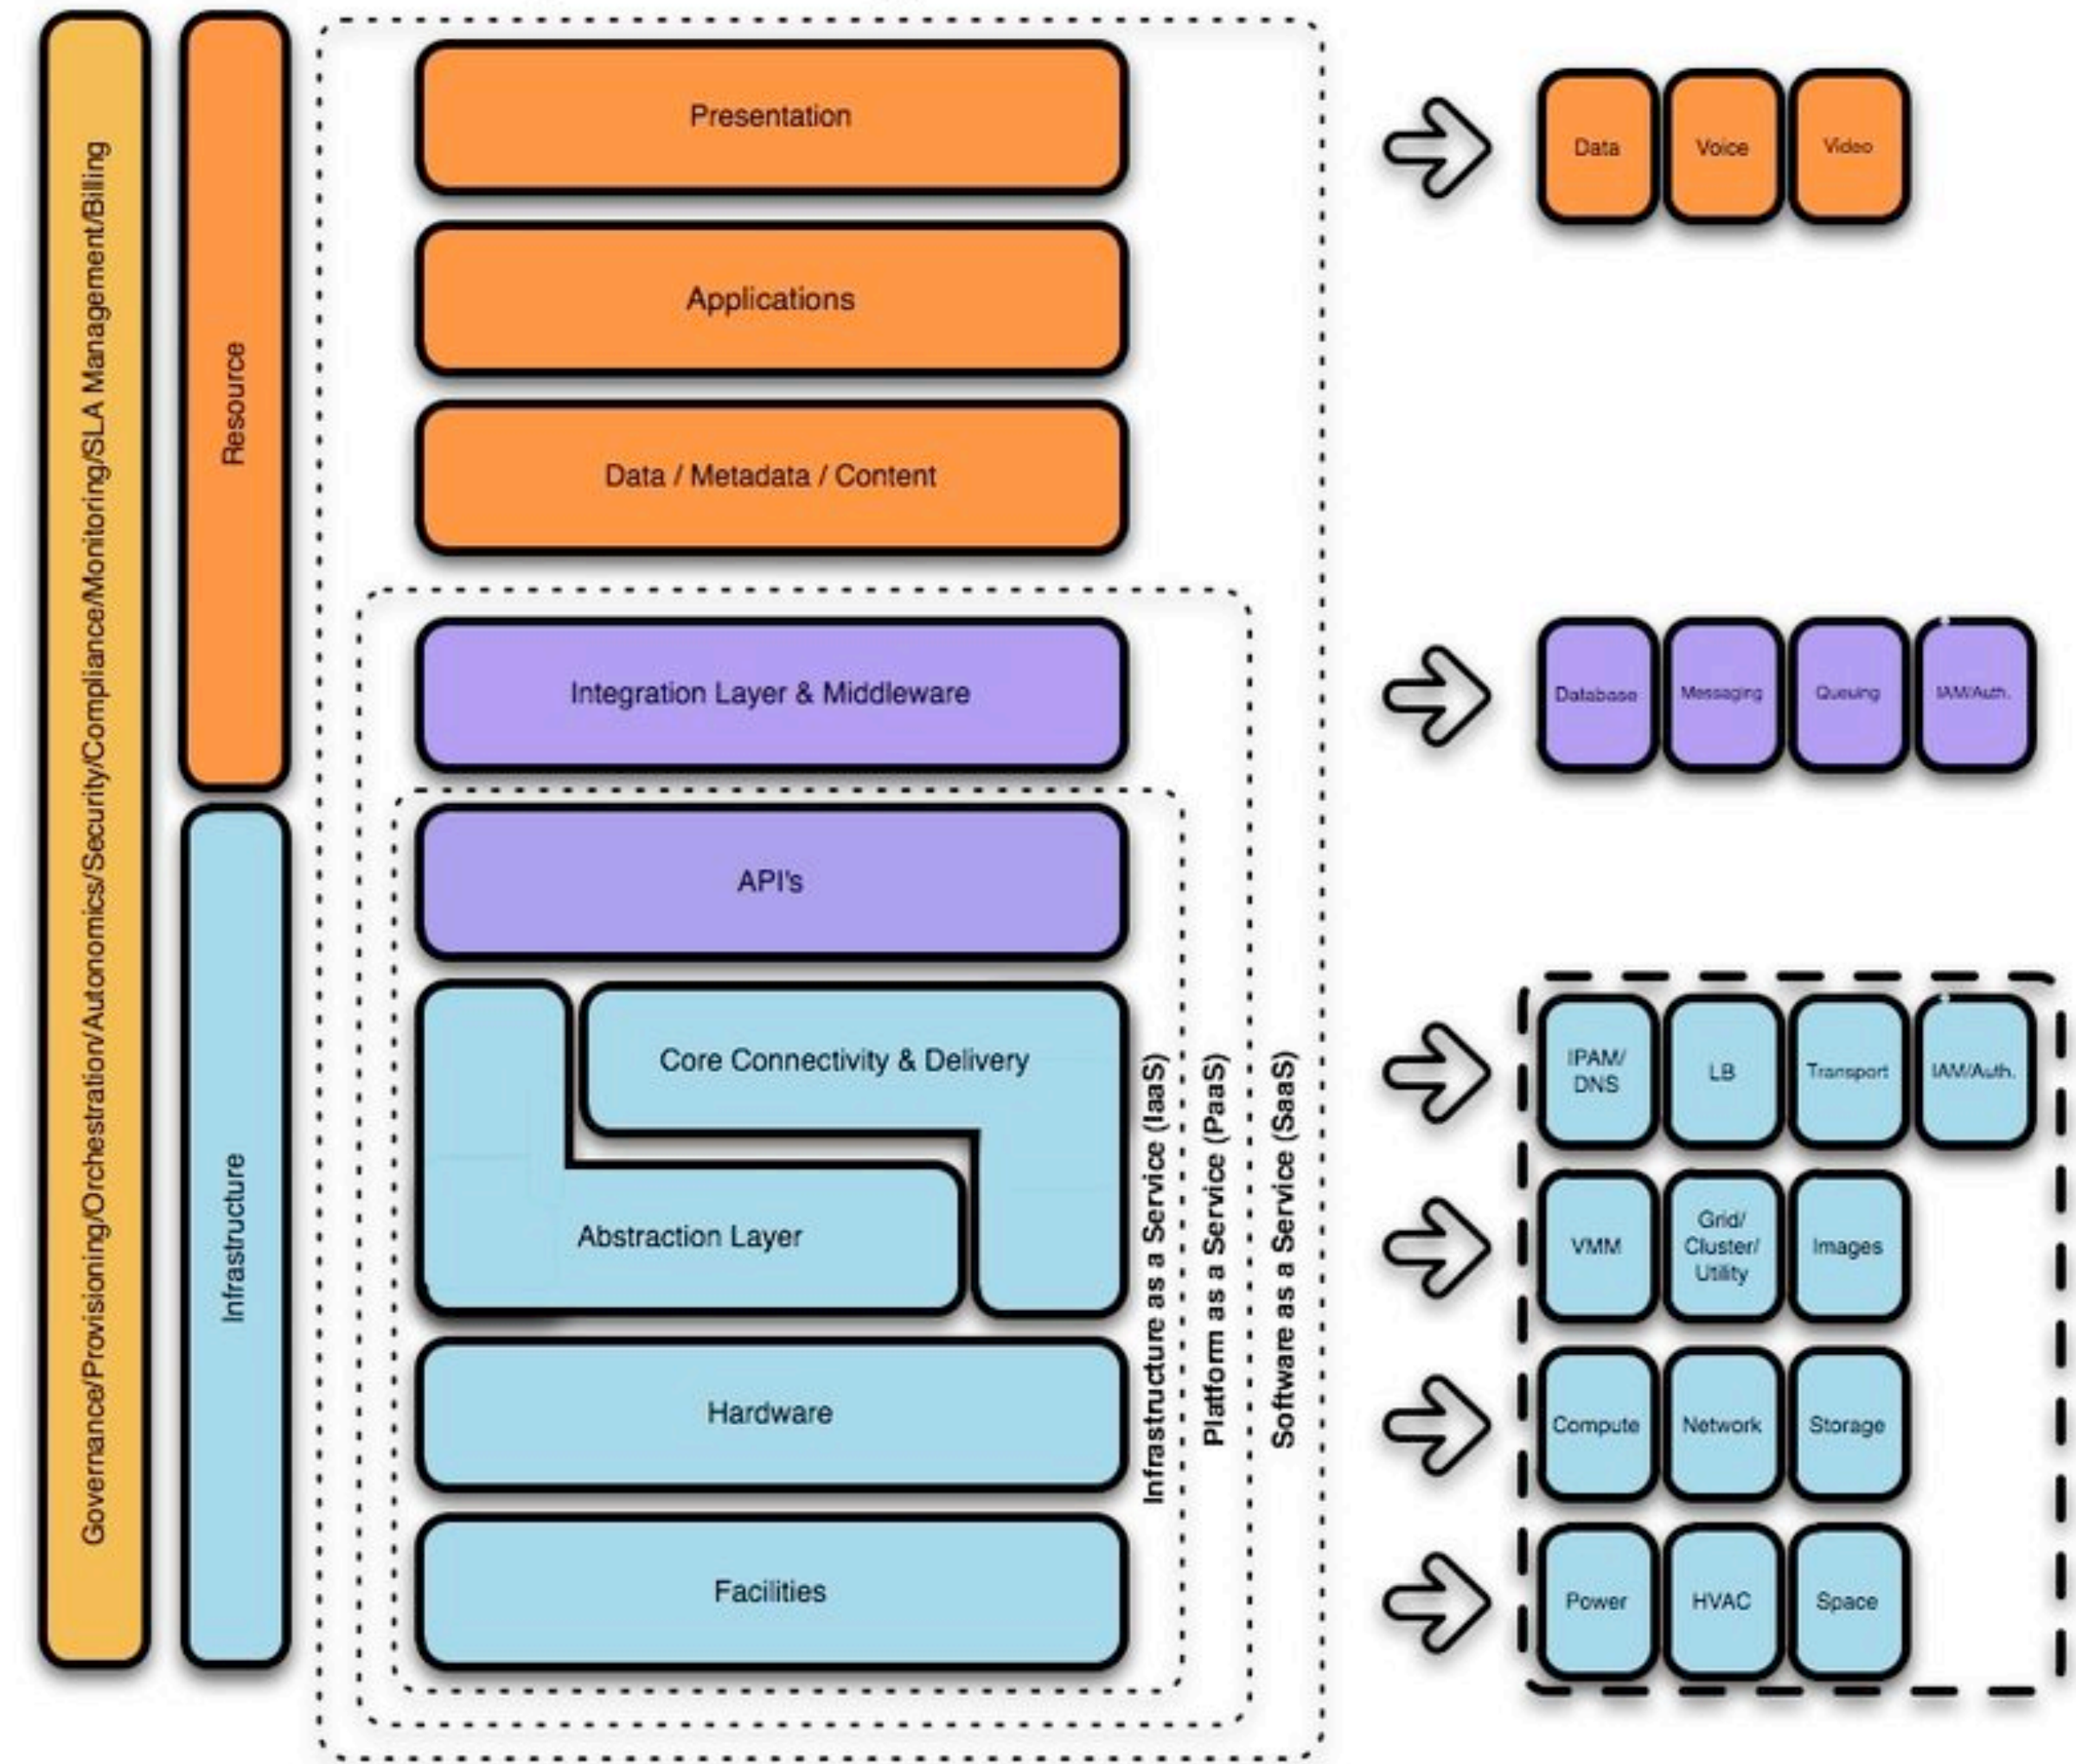 Governance/Provisioning/Orchestration/Autonomics/Security/Compliance/Monitoring/SLA Management/Billing
Resource
Infrastructure
Presentation
Applications
Data / Metadata / Content
Integration Layer & Middleware
API's
Core Connectivity & Delivery
Abstraction Layer
Hardware
Facilities
Infrastructure as a Service (IaaS)
Platform as a Service (PaaS)
Software as a Service (SaaS)
Data
Voice
Video
Database
Messaging
Queuing
IAM/Auth.
IPAM/
DNS
LB
Transport
IAM/Auth.
VMM
Grid/
Cluster/
Utility
Images
Compute
Network
Storage
Power
HVAC
Space